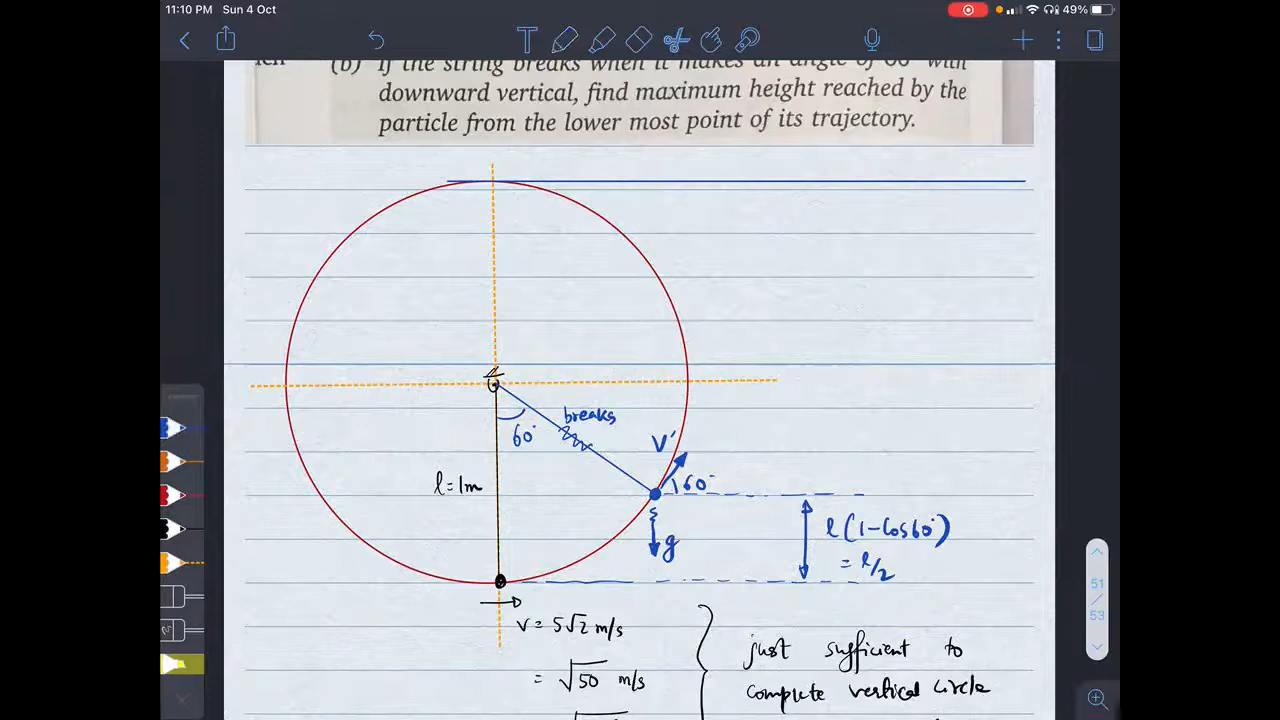 11:10 PM Sun 4 Oct
49%
(b) If the string breaks when it makes an angle of 60° with
downward vertical, find maximum height reached by the
particle from the lower most point of its trajectory.
breaks
60°
V'
60°
l=1m
g
l(1-Cos60°)
= l/2
v = 5√2 m/s
= √50 m/s
just sufficient to
complete vertical circle
51
/
53